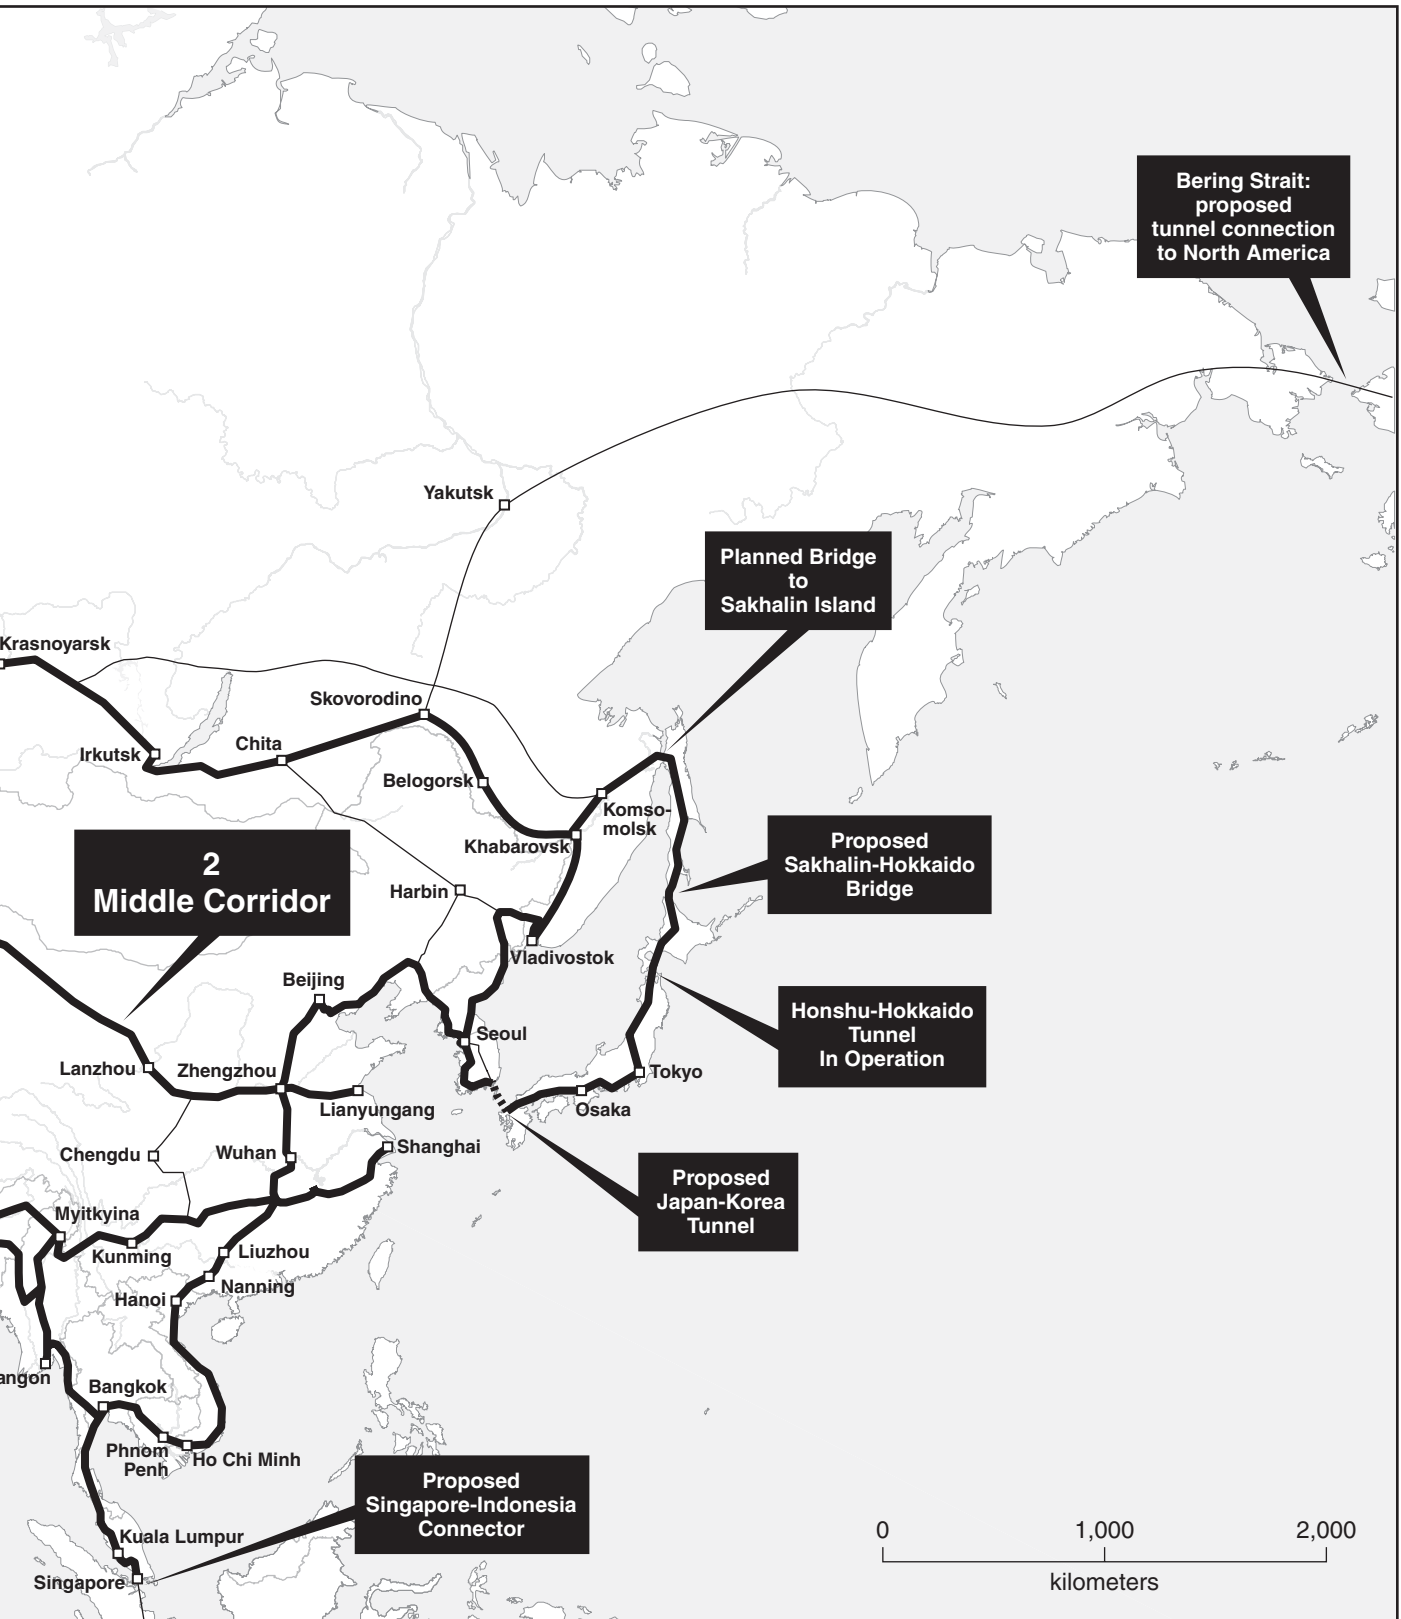 Bering Strait:
proposed
tunnel connection
to North America
Yakutsk
Planned Bridge
to
Sakhalin Island
Krasnoyarsk
Skovorodino
Irkutsk
Chita
Belogorsk
Komso-
molsk
Khabarovsk
Proposed
Sakhalin-Hokkaido
Bridge
2
Middle Corridor
Harbin
Vladivostok
Beijing
Honshu-Hokkaido
Tunnel
In Operation
Seoul
Lanzhou
Zhengzhou
Tokyo
Lianyungang
Osaka
Chengdu
Wuhan
Shanghai
Proposed
Japan-Korea
Tunnel
Myitkyina
Kunming
Liuzhou
Nanning
Hanoi
angon
Bangkok
Phnom
Penh
Ho Chi Minh
Proposed
Singapore-Indonesia
Connector
Kuala Lumpur
Singapore
0 1,000 2,000
kilometers